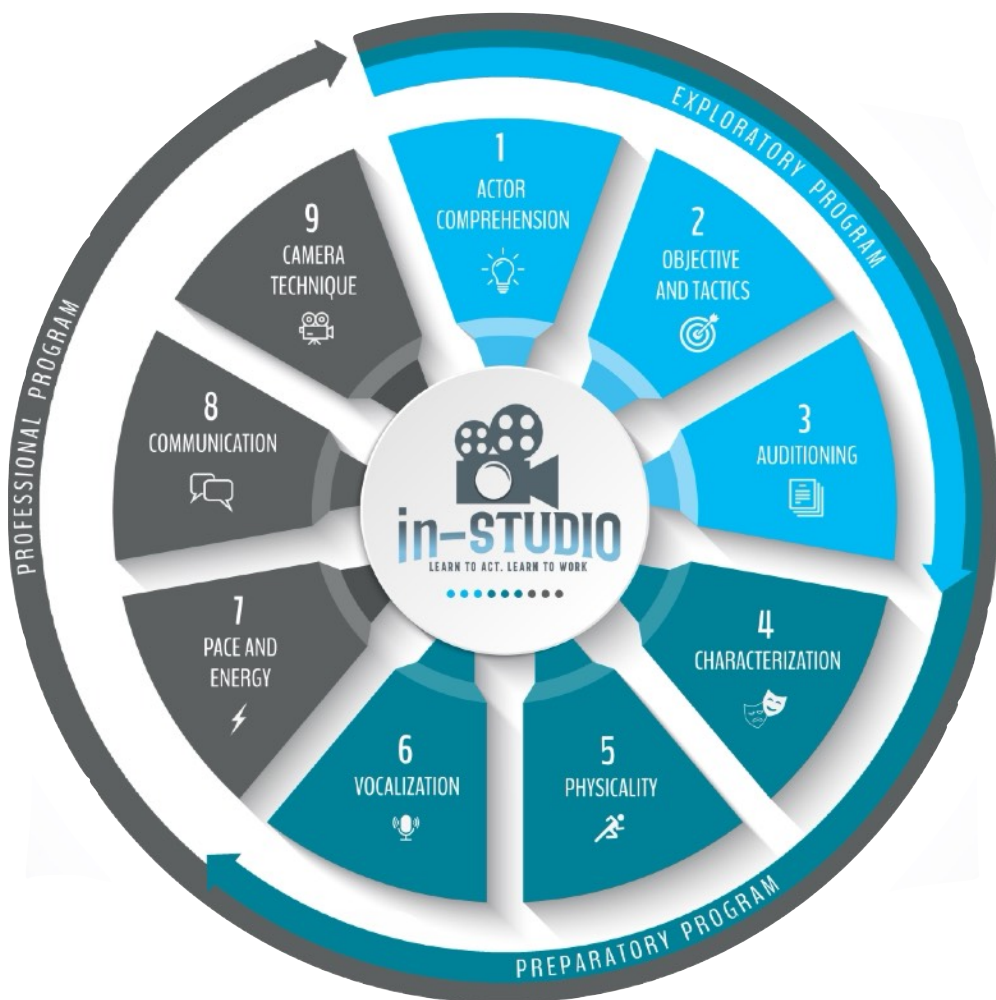 EXPLORATORY PROGRAM
1
ACTOR
COMPREHENSION
2
OBJECTIVE
AND TACTICS
3
AUDITIONING
4
CHARACTERIZATION
5
PHYSICALITY
6
VOCALIZATION
7
PACE AND
ENERGY
8
COMMUNICATION
9
CAMERA
TECHNIQUE
in-STUDIO
LEARN TO ACT. LEARN TO WORK
PREPARATORY PROGRAM
PROFESSIONAL PROGRAM